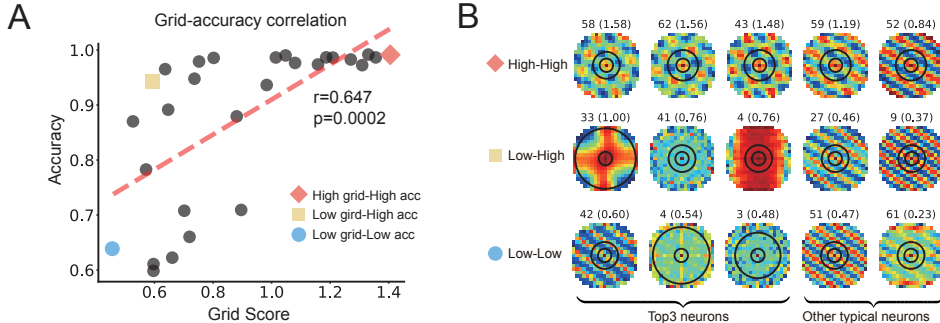 A
Grid-accuracy correlation
Accuracy
1.0
0.9
0.8
0.7
0.6
r=0.647
p=0.0002
High grid-High acc
Low gird-High acc
Low grid-Low acc
0.6 0.8 1.0 1.2 1.4
Grid Score
B
58 (1.58) 62 (1.56) 43 (1.48) 59 (1.19) 52 (0.84)
High-High
33 (1.00) 41 (0.76) 4 (0.76) 27 (0.46) 9 (0.37)
Low-High
42 (0.60) 4 (0.54) 3 (0.48) 51 (0.47) 61 (0.23)
Low-Low
Top3 neurons Other typical neurons